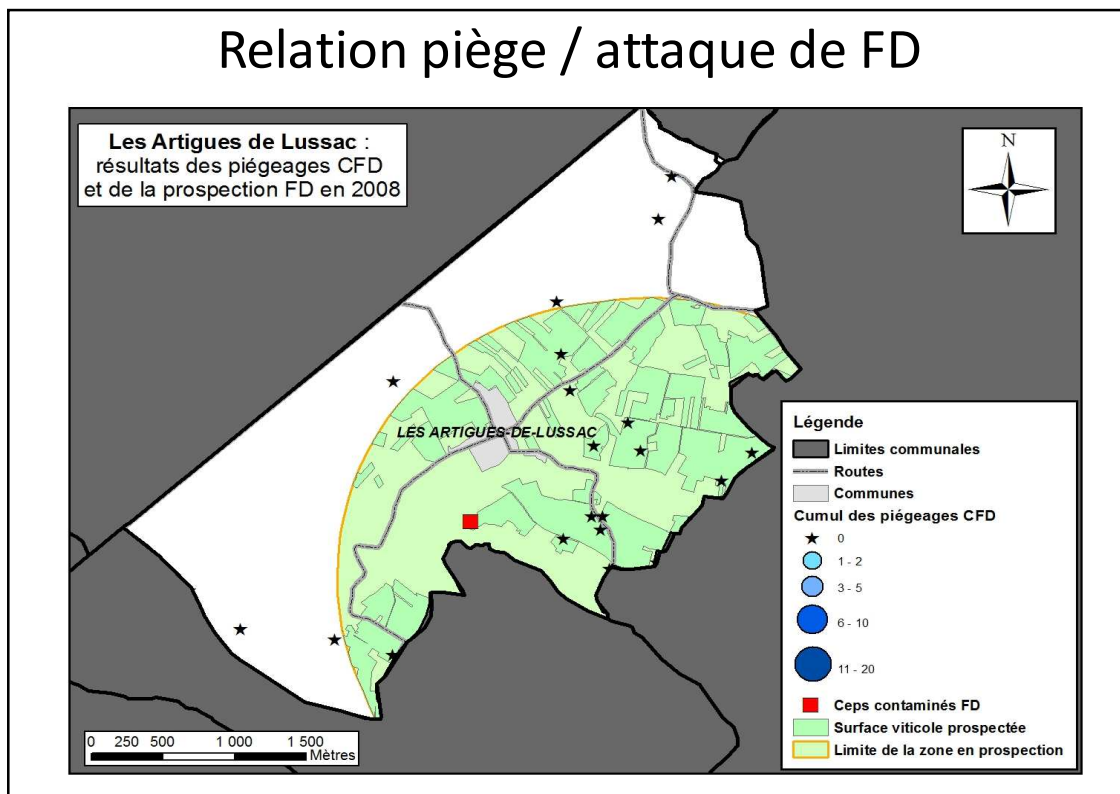 Relation piège / attaque de FD
Les Artigues de Lussac :
résultats des piégeages CFD
et de la prospection FD en 2008
N
LES ARTIGUES-DE-LUSSAC
Légende
Limites communales
Routes
Communes
Cumul des piégeages CFD
0
1 - 2
3 - 5
6 - 10
11 - 20
Ceps contaminés FD
Surface viticole prospectée
Limite de la zone en prospection
0 250 500 1 000 1 500
Mètres